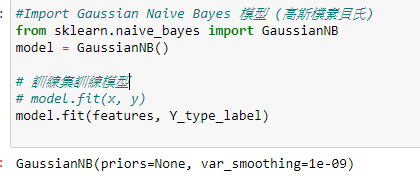 #Import Gaussian Naive Bayes 模型 (高斯樸素貝氏)
from sklearn.naive_bayes import GaussianNB
model = GaussianNB()
# 訓練集訓練模型
# model.fit(x, y)
model.fit(features, Y_type_label)
GaussianNB(priors=None, var_smoothing=1e-09)